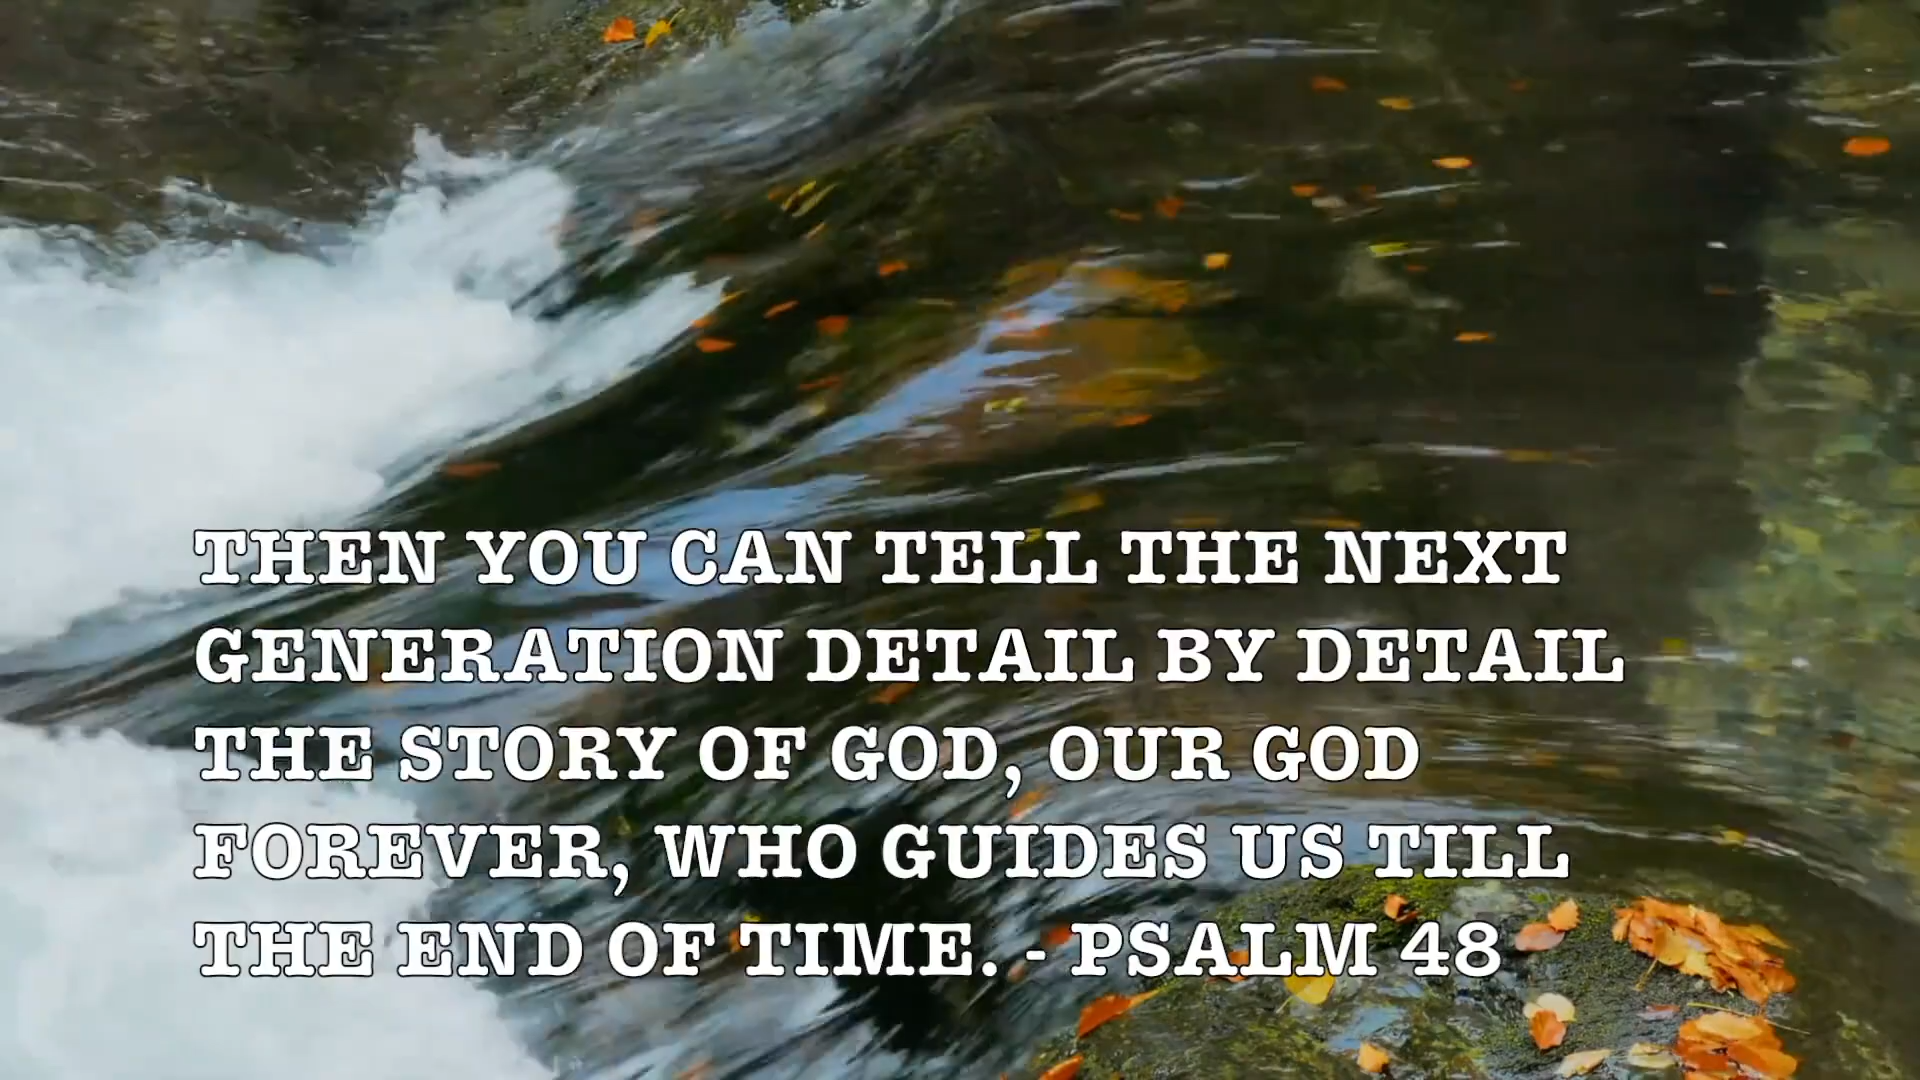 THEN YOU CAN TELL THE NEXT
GENERATION DETAIL BY DETAIL
THE STORY OF GOD, OUR GOD
FOREVER, WHO GUIDES US TILL
THE END OF TIME. - PSALM 48